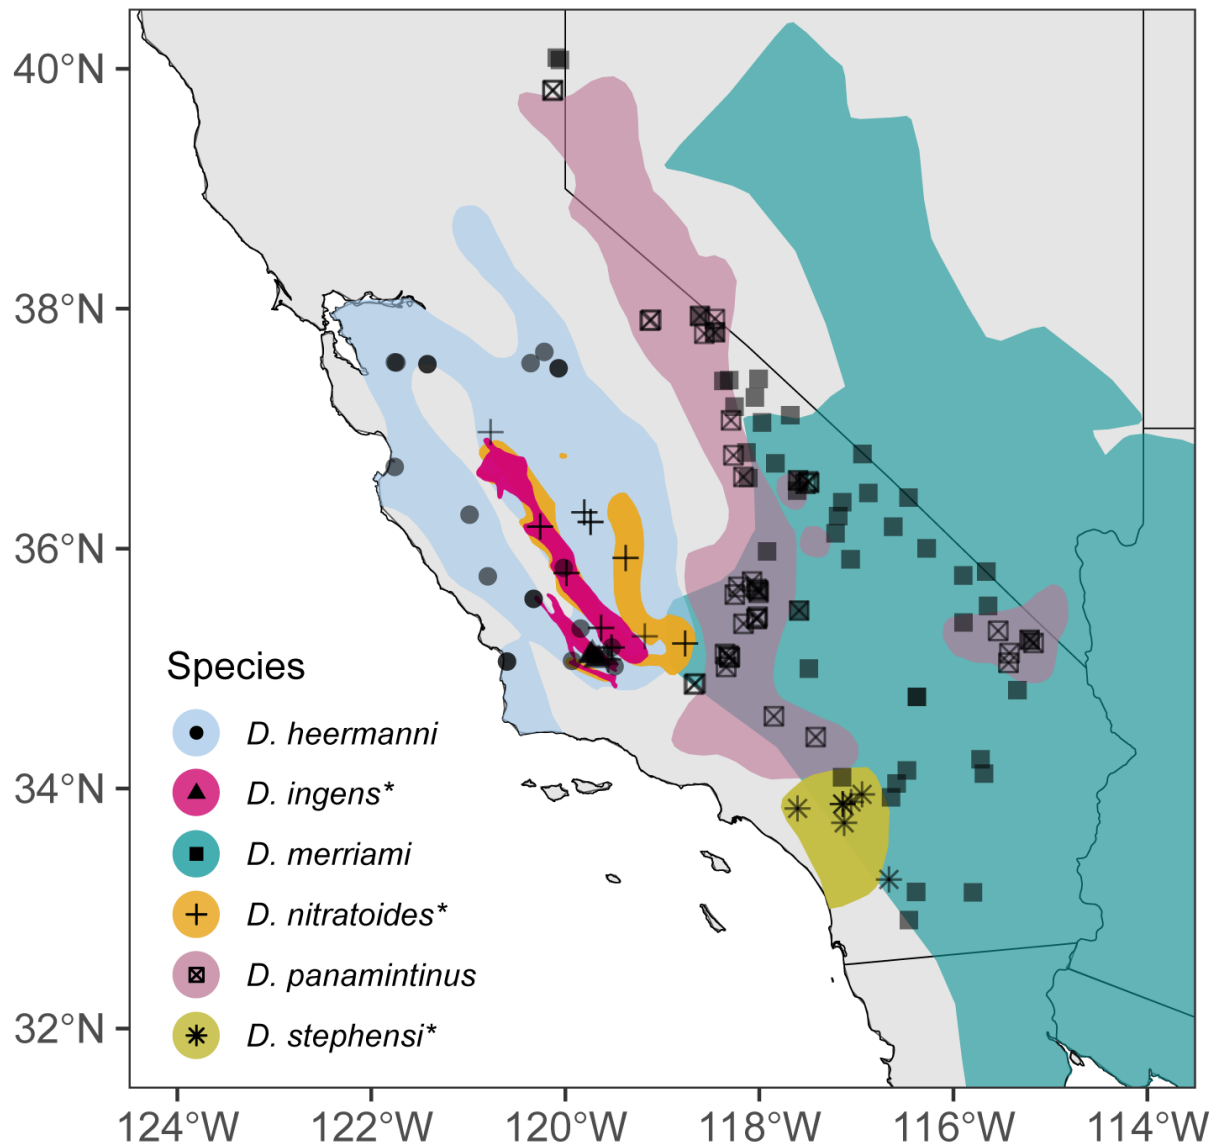 40°N
38°N
36°N
34°N
32°N
Species
D. heermanni
D. ingens*
D. merriami
D. nitratoides*
D. panamintinus
D. stephensi*
124°W 122°W 120°W 118°W 116°W 114°W